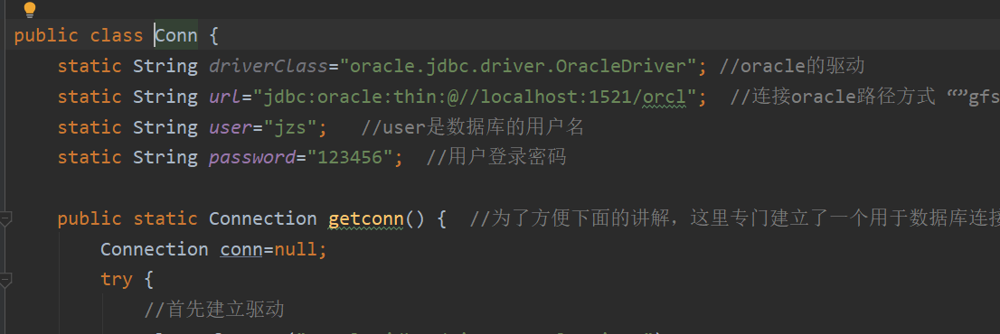 public class Conn {
static String driverClass="oracle.jdbc.driver.OracleDriver"; //oracle的驱动
static String url="jdbc:oracle:thin:@//localhost:1521/orcl"; //连接oracle路径方式 “”gfs
static String user="jzs"; //user是数据库的用户名
static String password="123456"; //用户登录密码
public static Connection getconn() { //为了方便下面的讲解，这里专门建立了一个用于数据库连接
Connection conn=null;
try {
//首先建立驱动